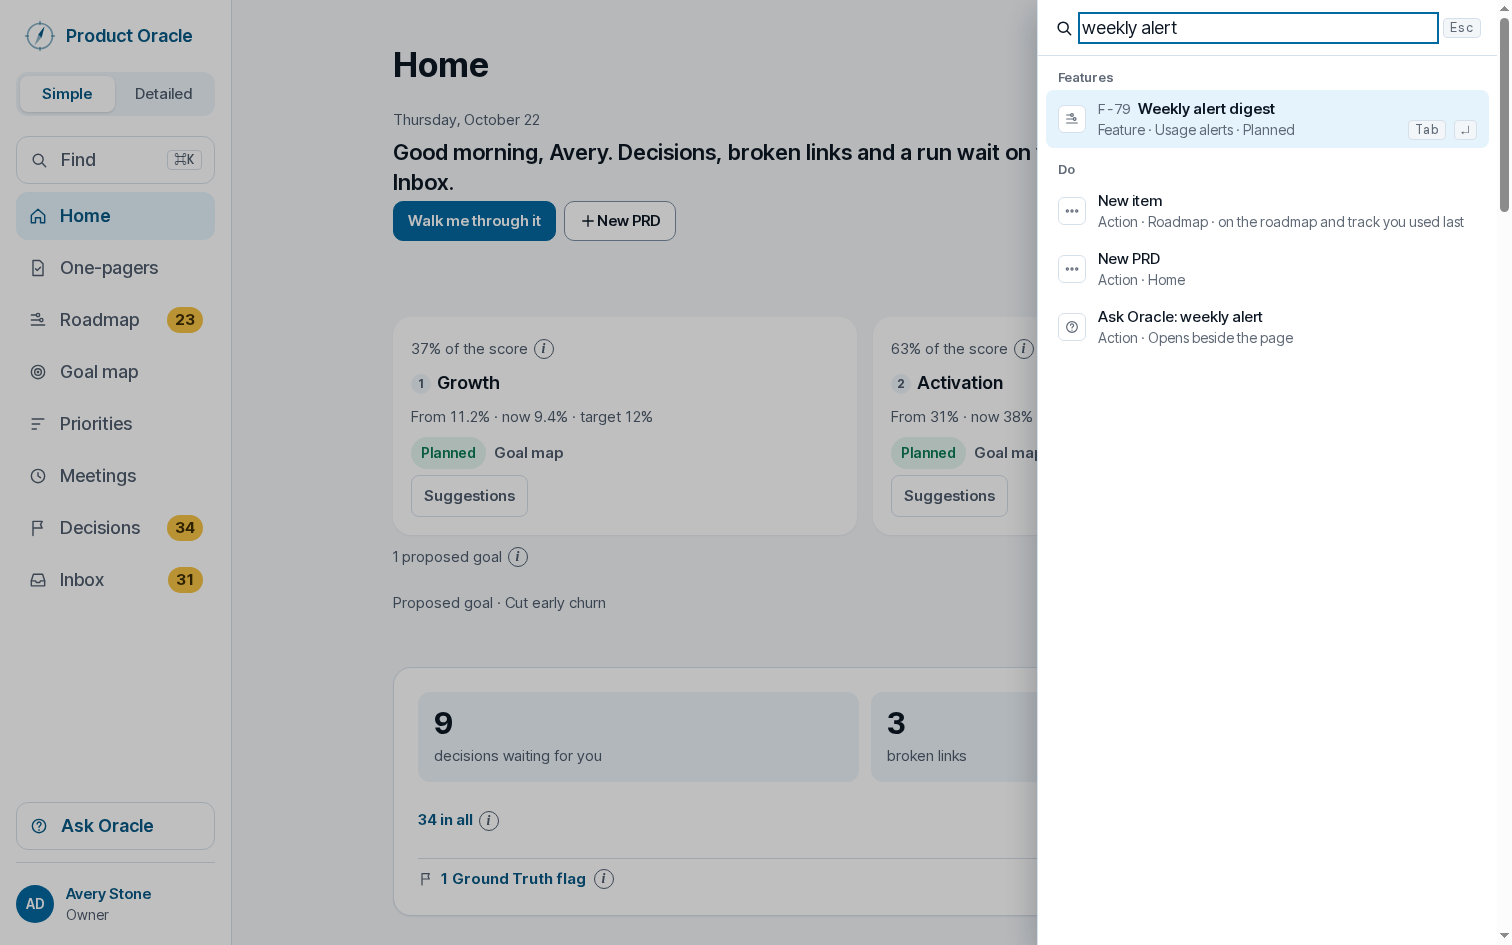 Product Oracle
Simple
Detailed
Find
⌘K
Home
One-pagers
Roadmap
23
Goal map
Priorities
Meetings
Decisions
34
Inbox
31
Ask Oracle
AD
Avery Stone
Owner
Home
Thursday, October 22
Good morning, Avery. Decisions, broken links and a run wait on
Inbox.
Walk me through it
New PRD
37% of the score
1 Growth
From 11.2% · now 9.4% · target 12%
Planned
Goal map
Suggestions
63% of the score
2 Activation
From 31% · now 38%
Planned
Goal map
Suggestions
1 proposed goal
Proposed goal · Cut early churn
9
decisions waiting for you
3
broken links
34 in all
1 Ground Truth flag
weekly alert
Esc
Features
F-79 Weekly alert digest
Feature · Usage alerts · Planned
Tab
Do
New item
Action · Roadmap · on the roadmap and track you used last
New PRD
Action · Home
Ask Oracle: weekly alert
Action · Opens beside the page